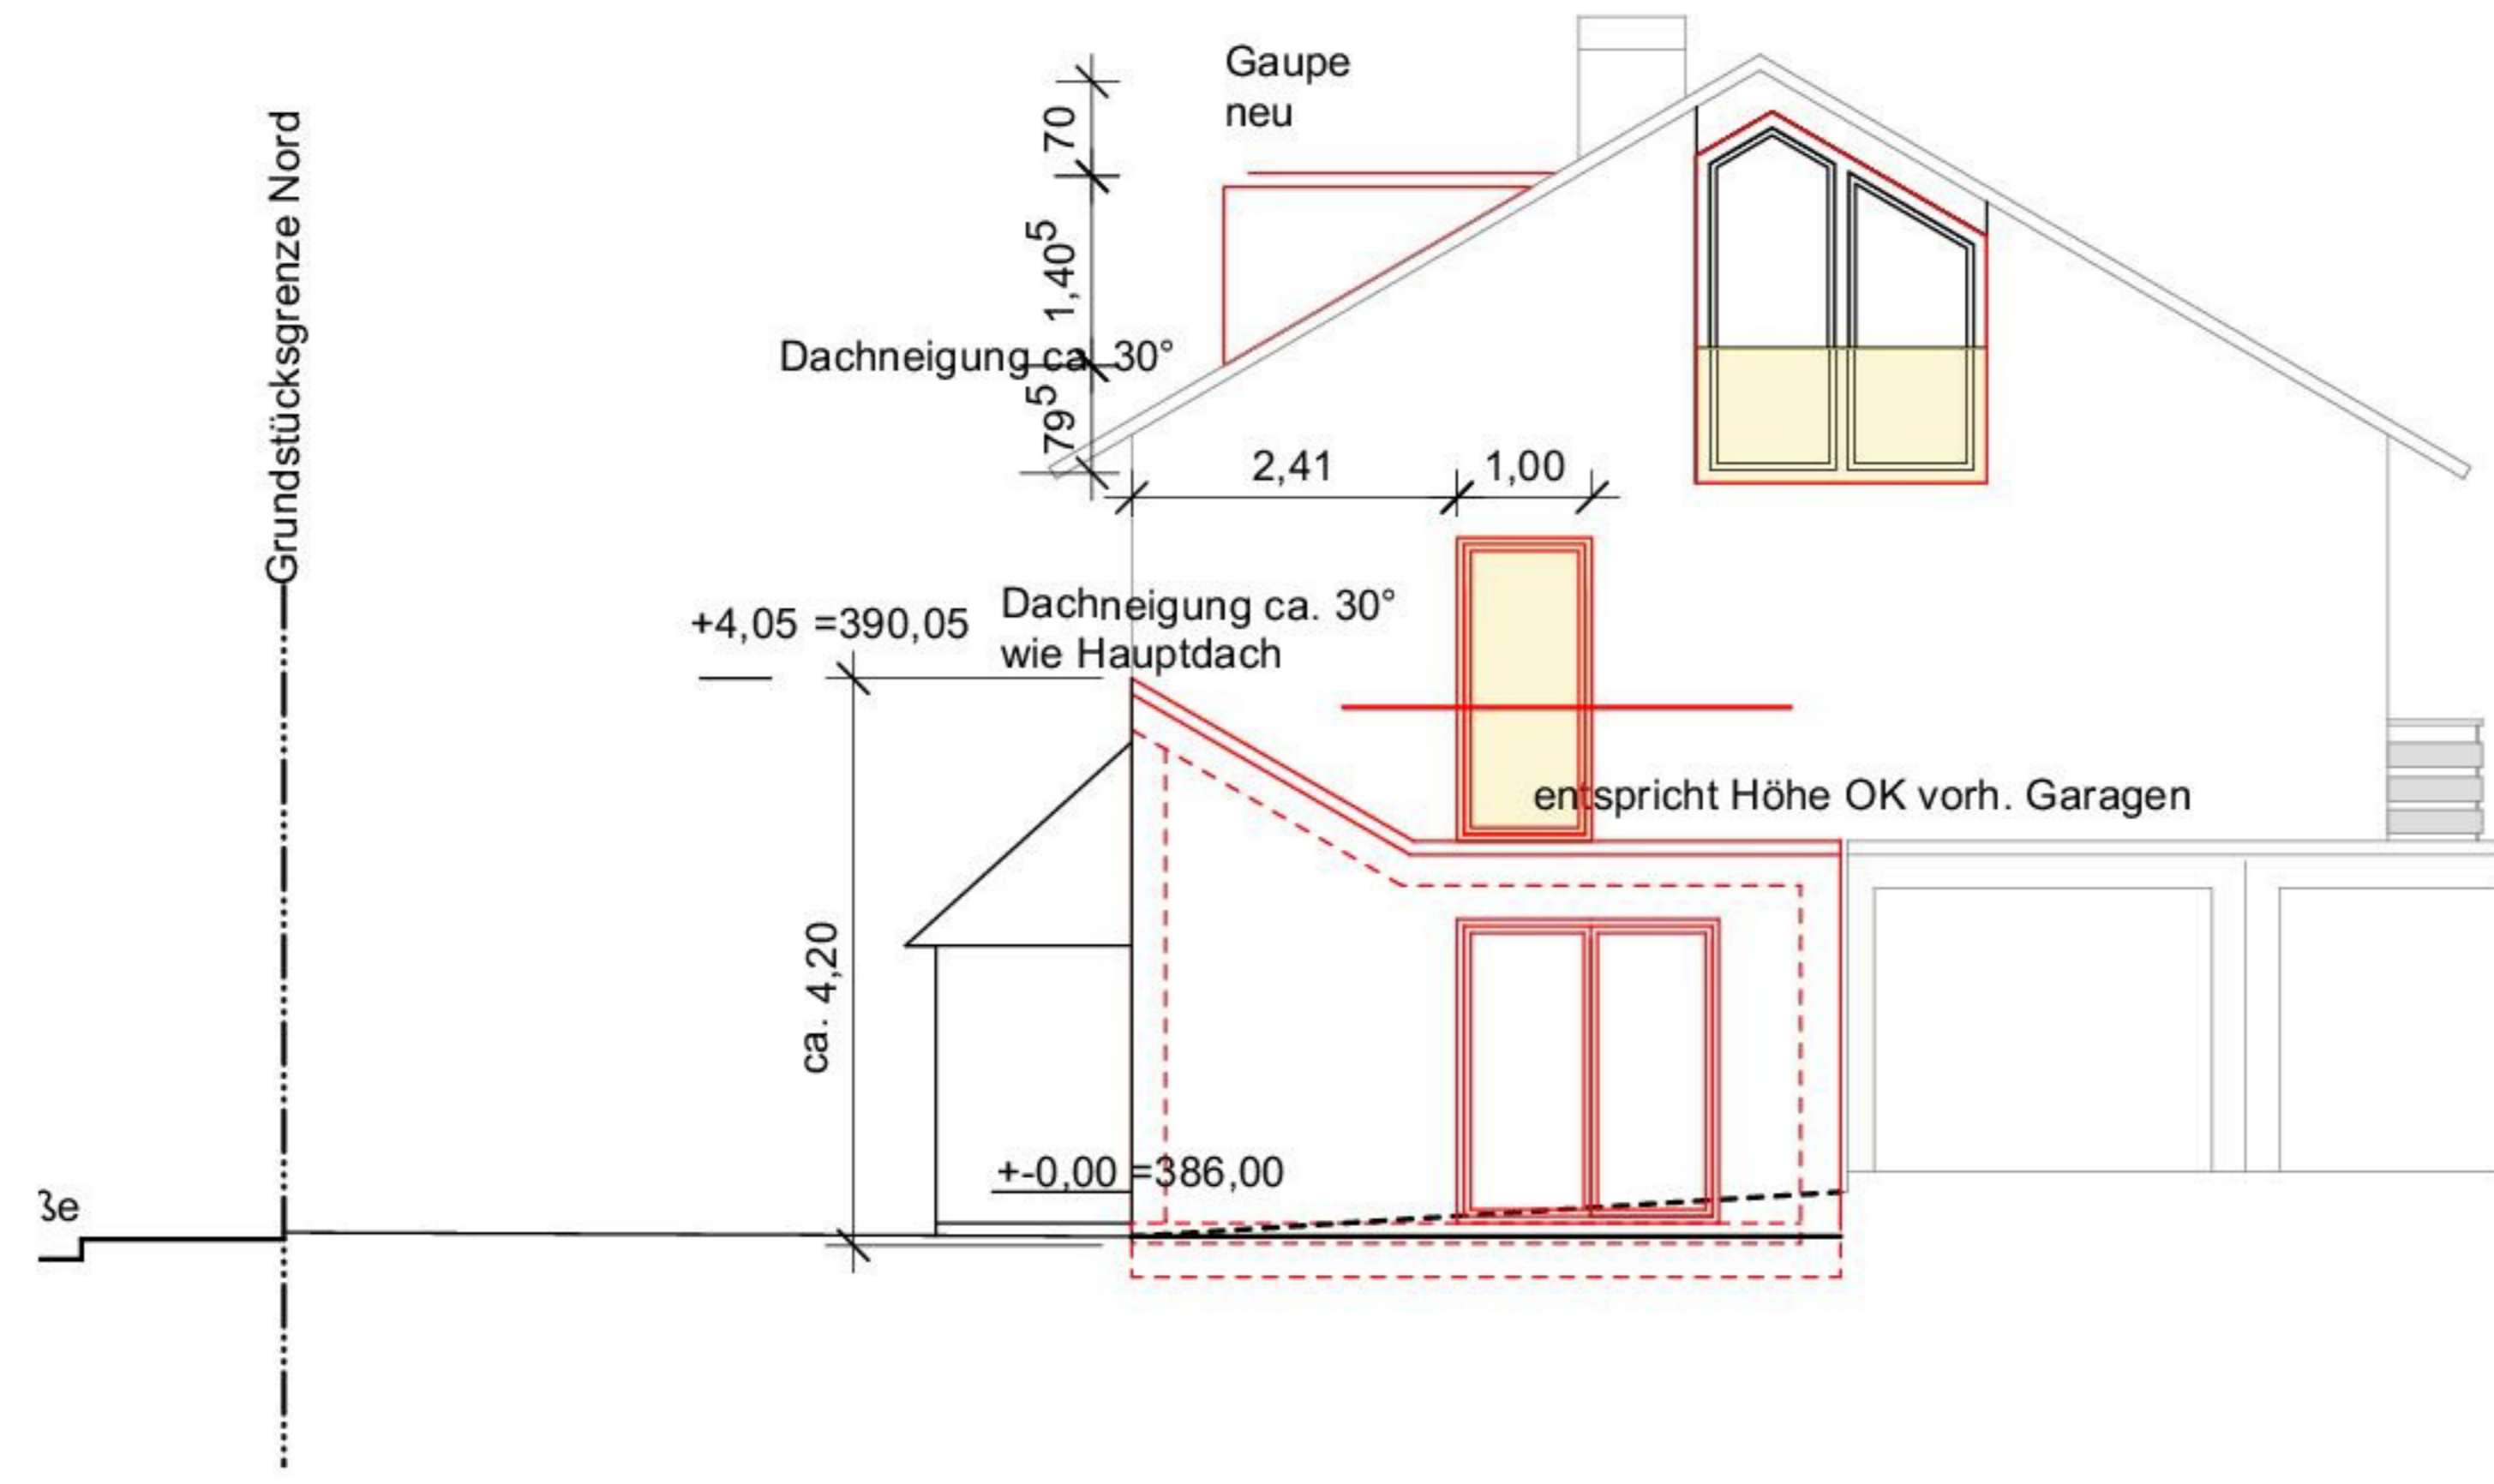 Gaupe
neu
Grundstücksgrenze Nord
70
1,40⁵
Dachneigung ca. 30°
79⁵
2,41
1,00
+4,05 =390,05
Dachneigung ca. 30°
wie Hauptdach
entspricht Höhe OK vorh. Garagen
ca. 4,20
+-0,00 =386,00
ße